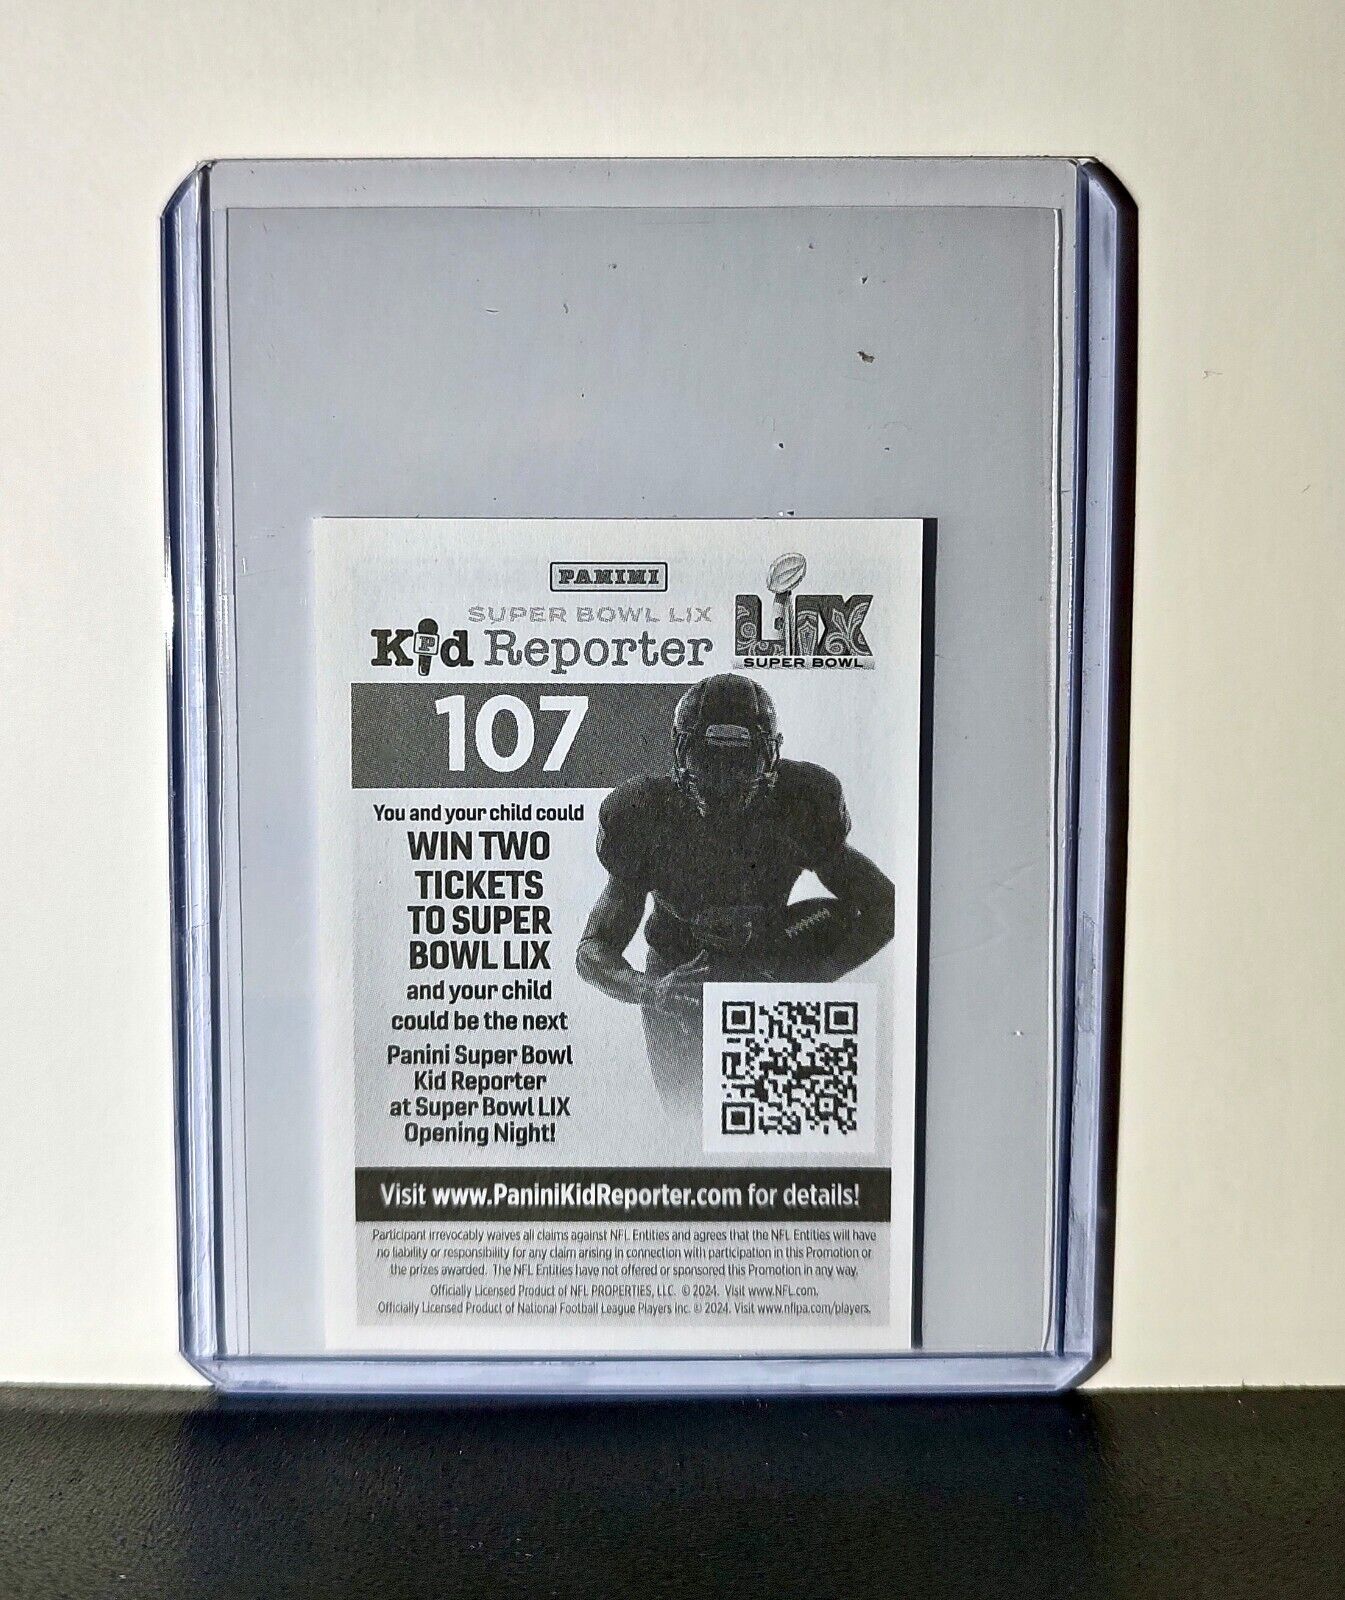 PANINI
SUPER BOWL LIX
Kid Reporter
LIX
SUPER BOWL
107
You and your child could
WIN TWO
TICKETS
TO SUPER
BOWL LIX
and your child
could be the next
Panini Super Bowl
Kid Reporter
at Super Bowl LIX
Opening Night!
Visit www.PaniniKidReporter.com for details!
Participant irrevocably waives all claims against NFL Entities and agrees that the NFL Entities will have
no liability or responsibility for any claim arising in connection with participation in this Promotion or
the prizes awarded. The NFL Entities have not offered or sponsored this Promotion in any way.
Officially Licensed Product of NFL PROPERTIES, LLC. © 2024. Visit www.NFL.com.
Officially Licensed Product of National Football League Players Inc. © 2024. Visit www.nflpa.com/players.